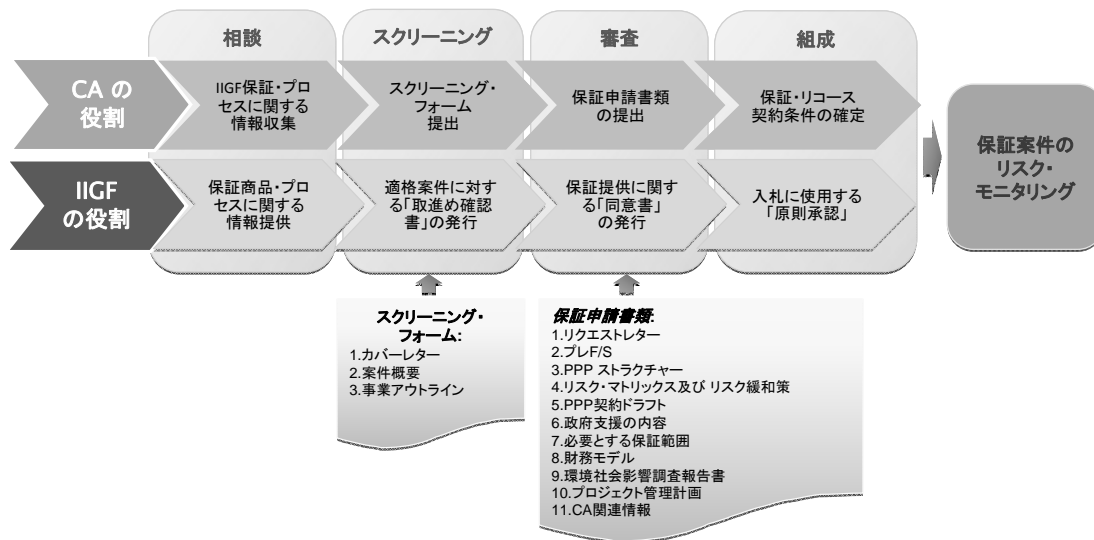 相談
スクリーニング
審査
組成
CA の
役割
IIGF保証・プロ
セスに関する
情報収集
スクリーニング・
フォーム
提出
保証申請書類
の提出
保証・リコース
契約条件の確定
IIGF
の役割
保証商品・プロ
セスに関する
情報提供
適格案件に対す
る「取進め確認
書」の発行
保証提供に関す
る「同意書」
の発行
入札に使用する
「原則承認」
保証案件の
リスク・
モニタリング
スクリーニング・
フォーム:
1.カバーレター
2.案件概要
3.事業アウトライン
保証申請書類:
1.リクエストレター
2.プレF/S
3.PPP ストラクチャー
4.リスク・マトリックス及び リスク緩和策
5.PPP契約ドラフト
6.政府支援の内容
7.必要とする保証範囲
8.財務モデル
9.環境社会影響調査報告書
10.プロジェクト管理計画
11.CA関連情報